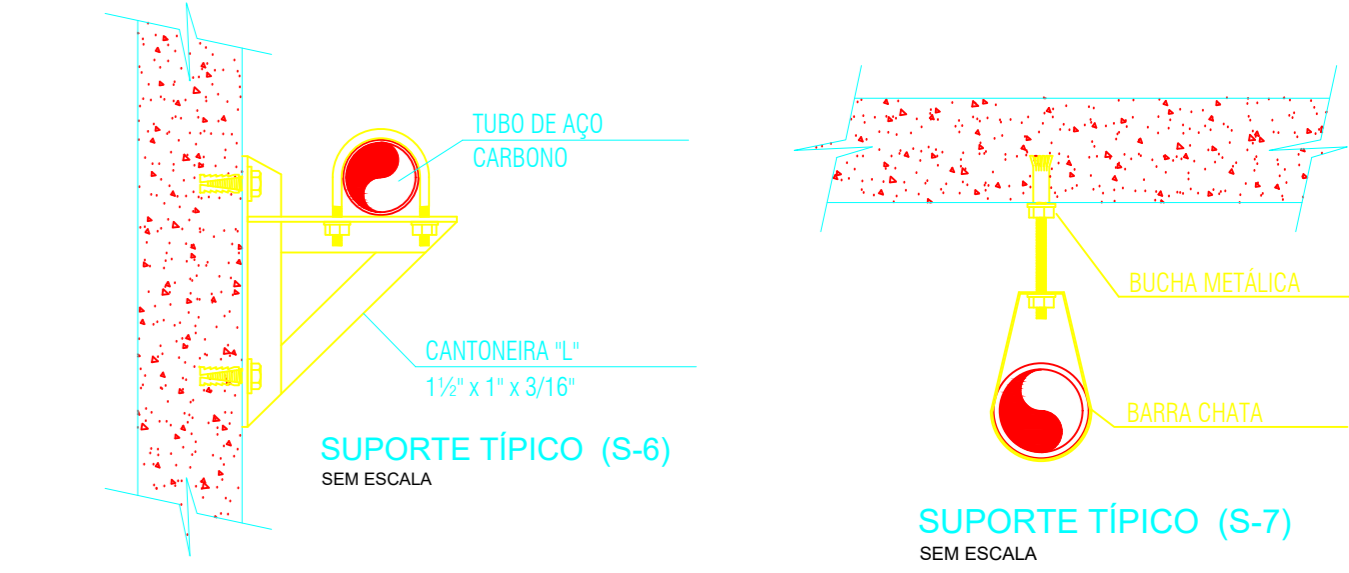 TUBO DE AÇO
CARBONO
CANTONEIRA "L"
1½" x 1" x 3/16"
SUPORTE TÍPICO (S-6)
SEM ESCALA
BUCHA METÁLICA
BARRA CHATA
SUPORTE TÍPICO (S-7)
SEM ESCALA